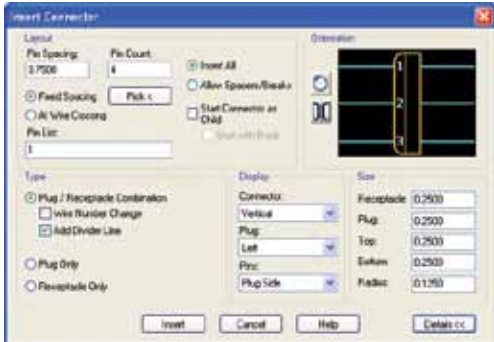 Insert Connector
Layout
Orientation
Pin Spacing:
Pin Count:
0.7500
4
Insert All
Allow Spacers/Breaks
Fixed Spacing
Pick <
Start Connector as Child
At Wire Crossing
Start with Break
Pin List:
1
1
2
3
Type
Display
Size
Plug / Receptacle Combination
Wire Number Change
Add Divider Line
Plug Only
Receptacle Only
Connector:
Vertical
Plug:
Left
Pins:
Plug Side
Receptacle: 0.2500
Plug: 0.2500
Top: 0.2500
Bottom: 0.2500
Radius: 0.1250
Insert
Cancel
Help
Details <<